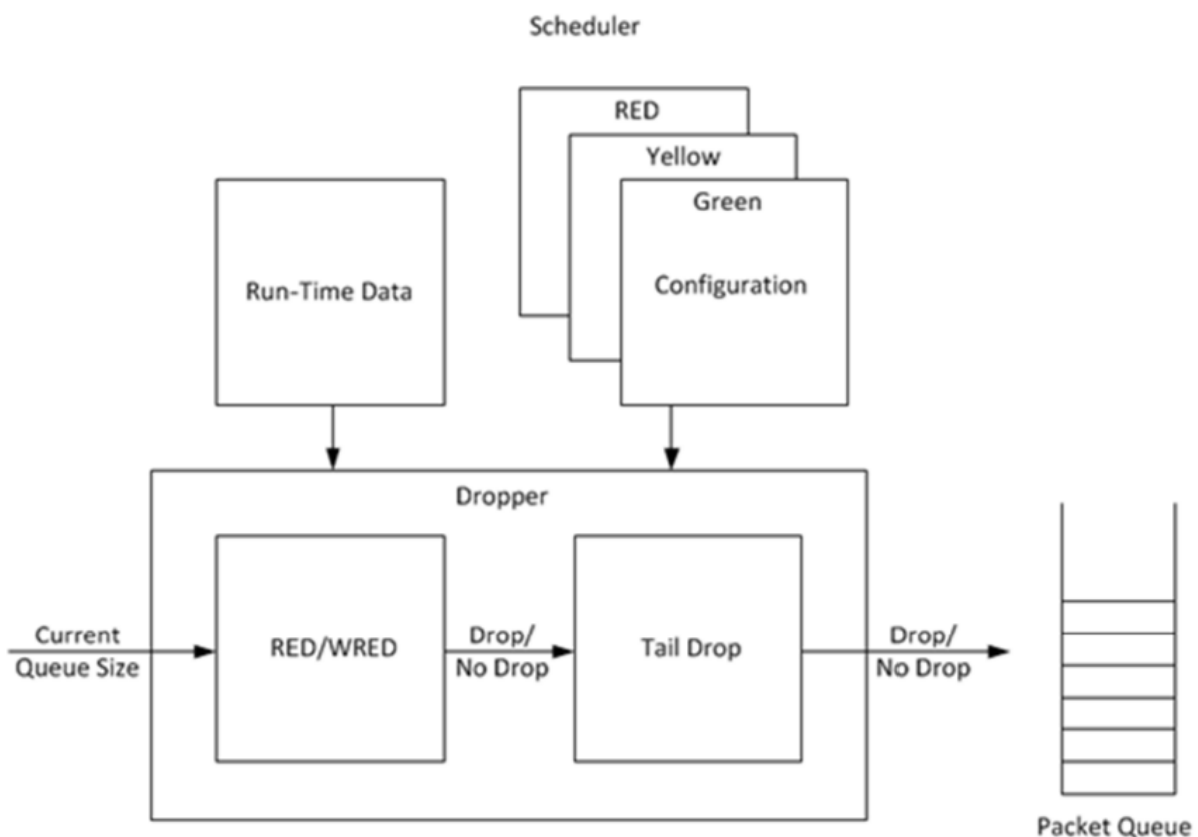 Scheduler
RED
Yellow
Green
Configuration
Run-Time Data
Dropper
Current
Queue Size
RED/WRED
Drop/
No Drop
Tail Drop
Drop/
No Drop
Packet Queue